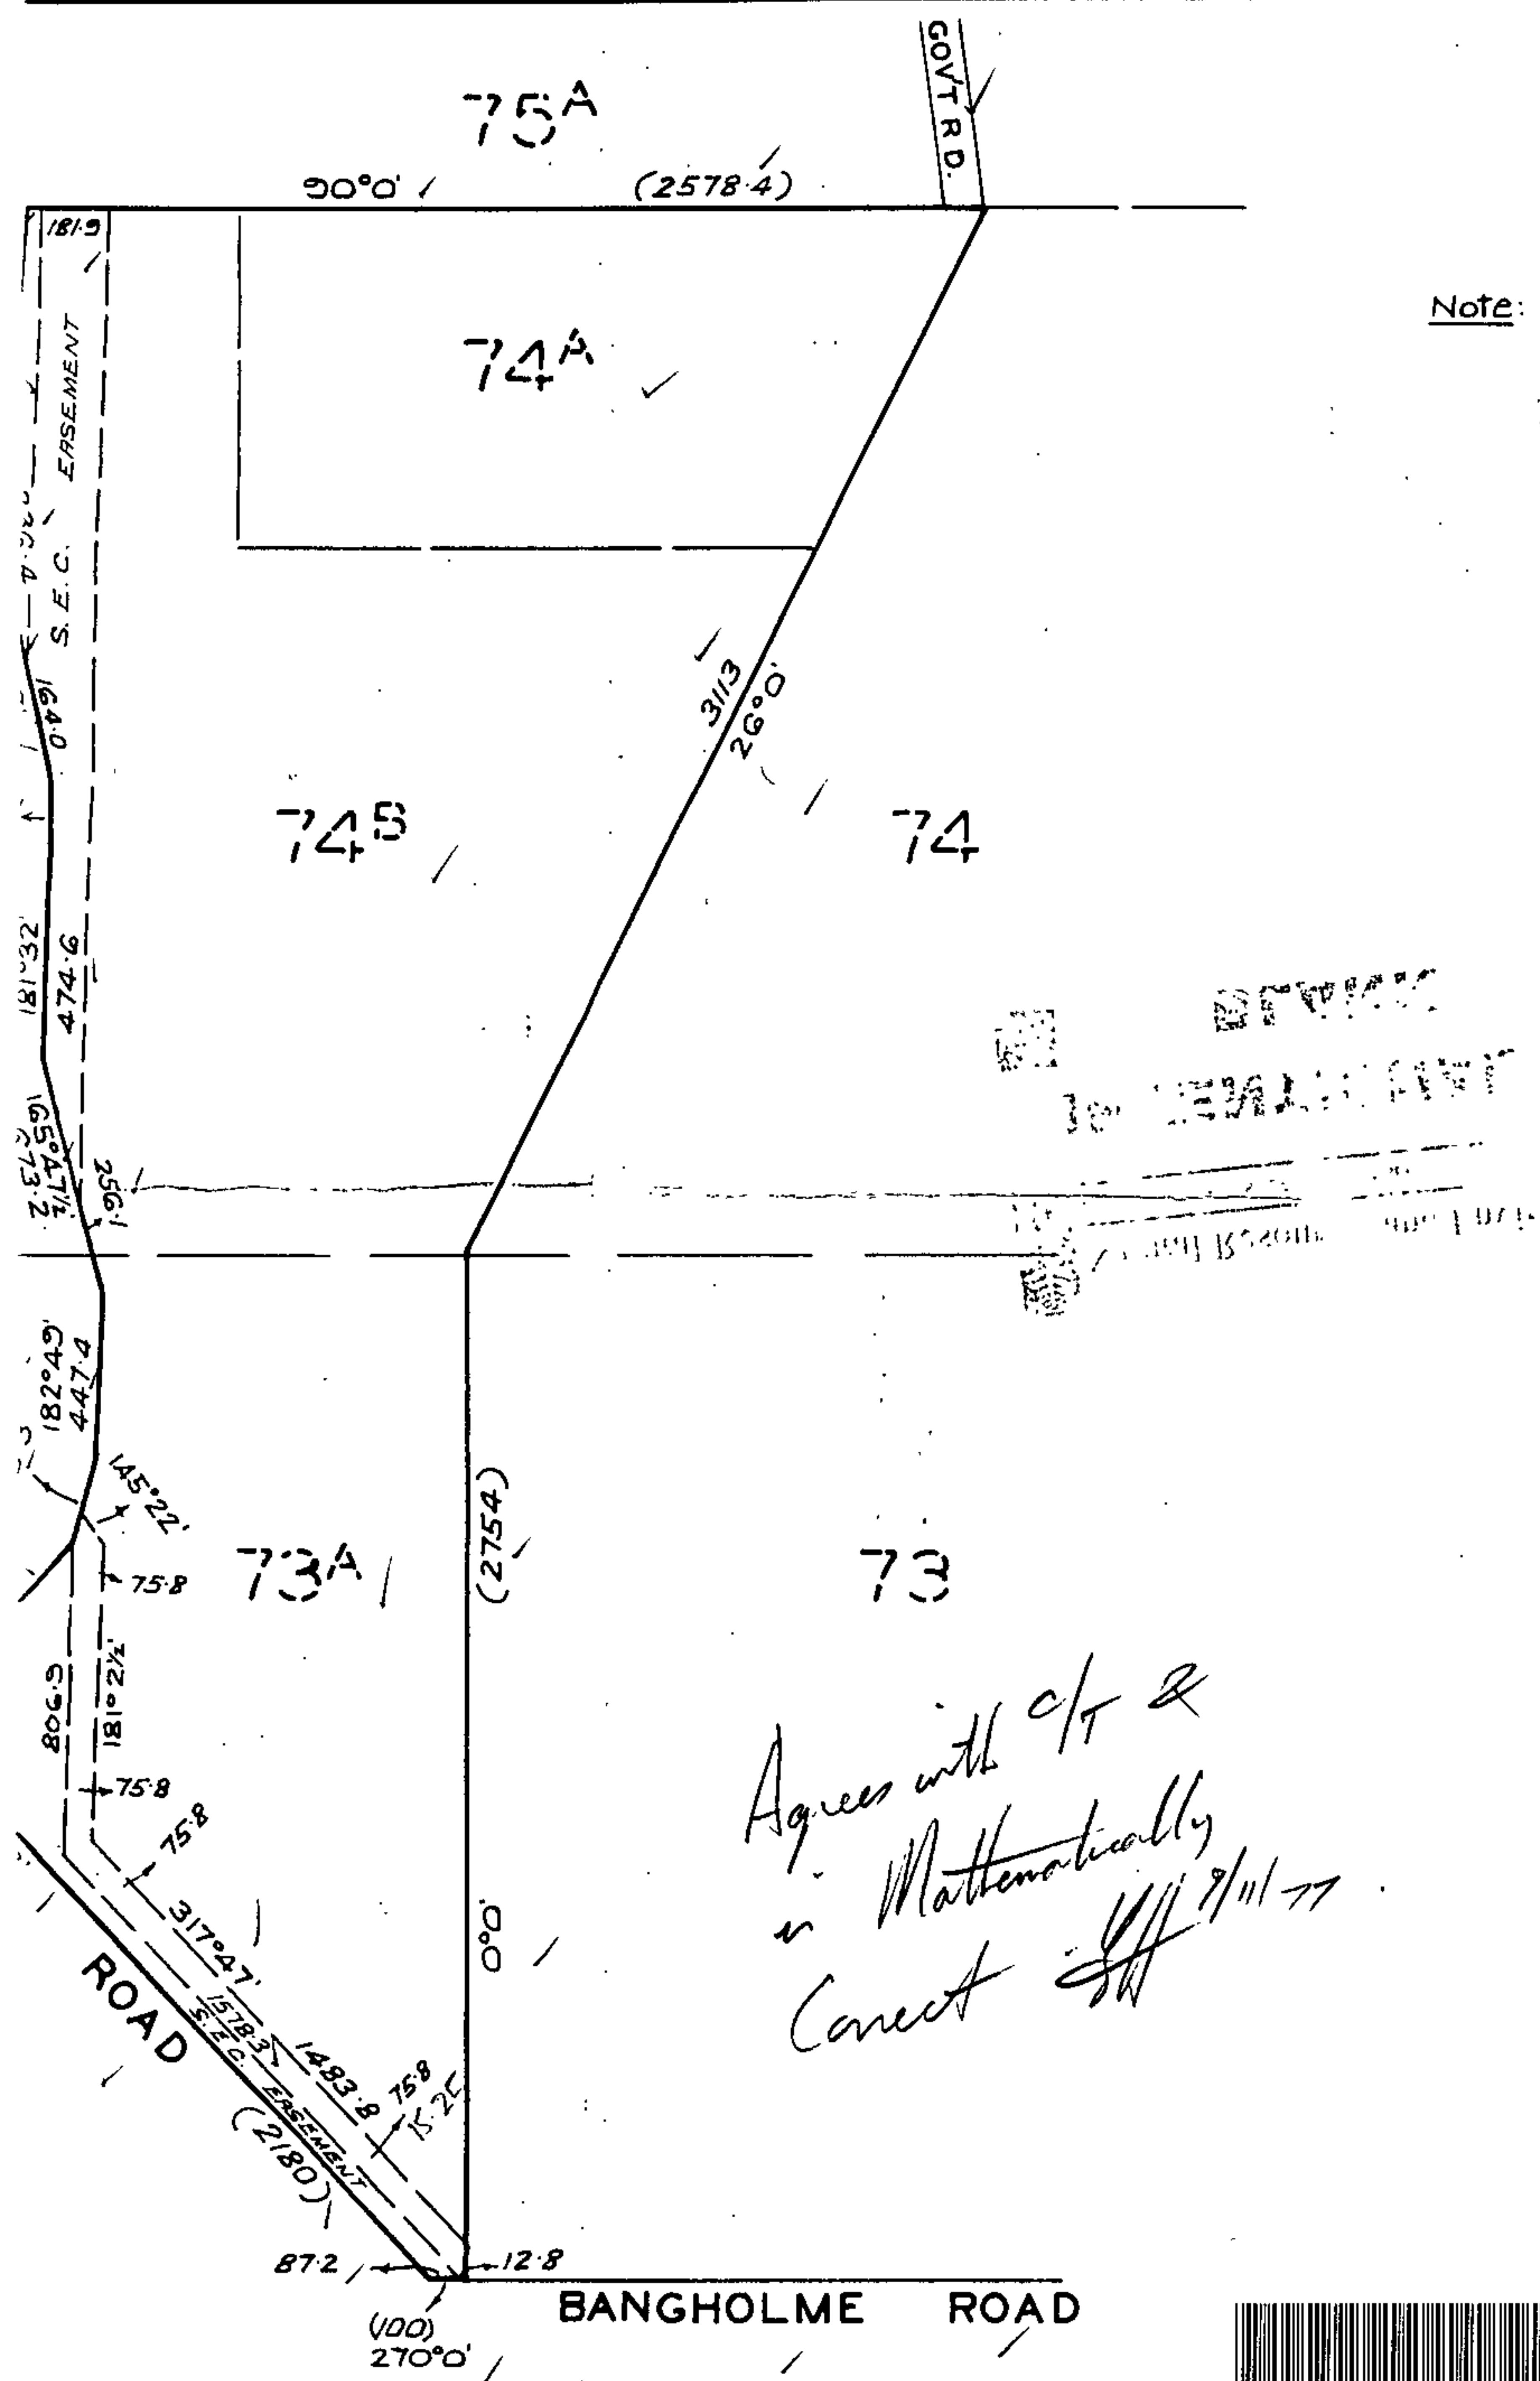 GOV'T RD.
75A
90°0' (2578·4)
181·9
Note:
S.E.C. EASEMENT
74A
164·0
3113
26°0'
74B
74
181°32'
474·6
BLANK
165°47½'
256·1
182°49'
447·4
145°22'
(2754)
73A
73
75·8
806·9
181°2½'
Agrees with C/T &
75·8
75·8
is Mathematically
317°47'
0°0'
9/11/77
Correct
ROAD
1578·3
S.E.C. EASEMENT
1483·8
75·8
(2180)
87·2
12·8
BANGHOLME ROAD
(100)
270°0'